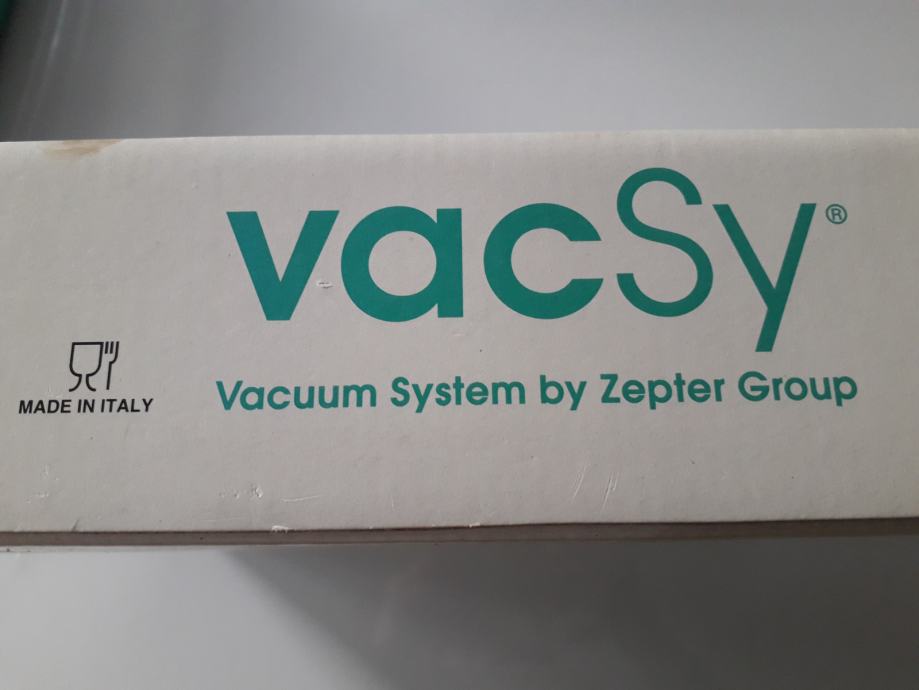 vacSy®
Vacuum System by Zepter Group
MADE IN ITALY